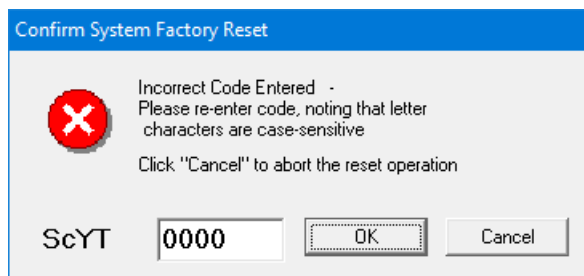 Confirm System Factory Reset
Incorrect Code Entered  -
Please re-enter code, noting that letter
characters are case-sensitive
Click "Cancel" to abort the reset operation
ScYT 0000 OK Cancel